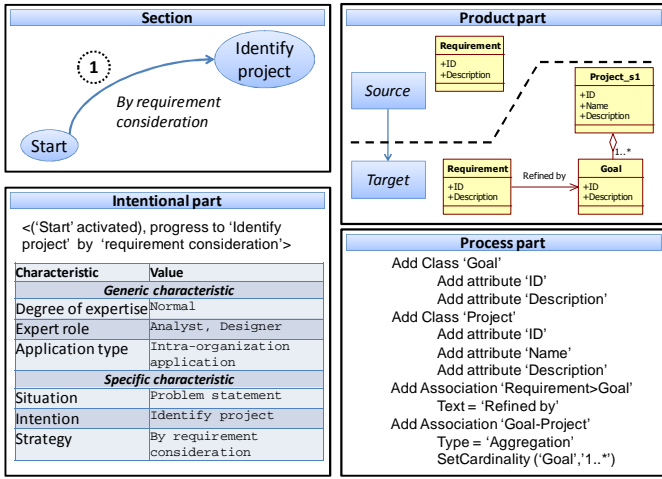 Section
1
Identify
project
By requirement
consideration
Start
Product part
Requirement
+ID
+Description
Project_s1
+ID
+Name
+Description
Source
1..*
Target
Requirement
+ID
+Description
Refined by
Goal
+ID
+Description
Intentional part
<('Start' activated), progress to 'Identify
project' by 'requirement consideration'>
Characteristic Value
Generic characteristic
Degree of expertise Normal
Expert role Analyst, Designer
Application type Intra-organization
application
Specific characteristic
Situation Problem statement
Intention Identify project
Strategy By requirement
consideration
Process part
Add Class 'Goal'
Add attribute 'ID'
Add attribute 'Description'
Add Class 'Project'
Add attribute 'ID'
Add attribute 'Name'
Add attribute 'Description'
Add Association 'Requirement>Goal'
Text = 'Refined by'
Add Association 'Goal-Project'
Type = 'Aggregation'
SetCardinality ('Goal','1..*')